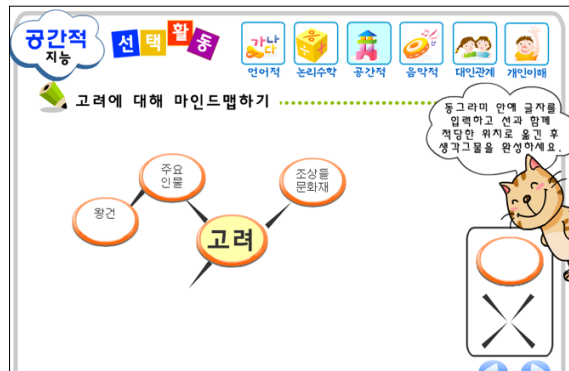 공간적
지능
선택활동
가나다
언어적
논리수학
공간적
음악적
대인관계
개인이해
고려에 대해 마인드맵하기
동그라미 안에 글자를
입력하고 선과 함께
적당한 위치로 옮긴 후
생각그물을 완성하세요.
주요
인물
조상들
문화재
왕건
고려